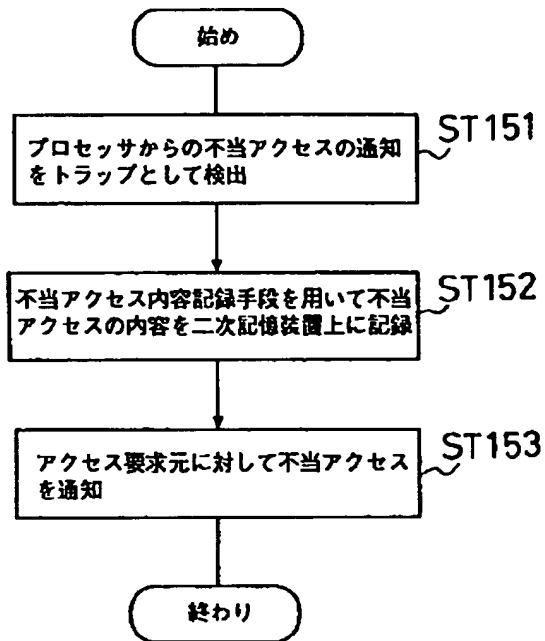 始め
プロセッサからの不当アクセスの通知
をトラップとして検出
ST151
不当アクセス内容記録手段を用いて不当
アクセスの内容を二次記憶装置上に記録
ST152
アクセス要求元に対して不当アクセス
を通知
ST153
終わり